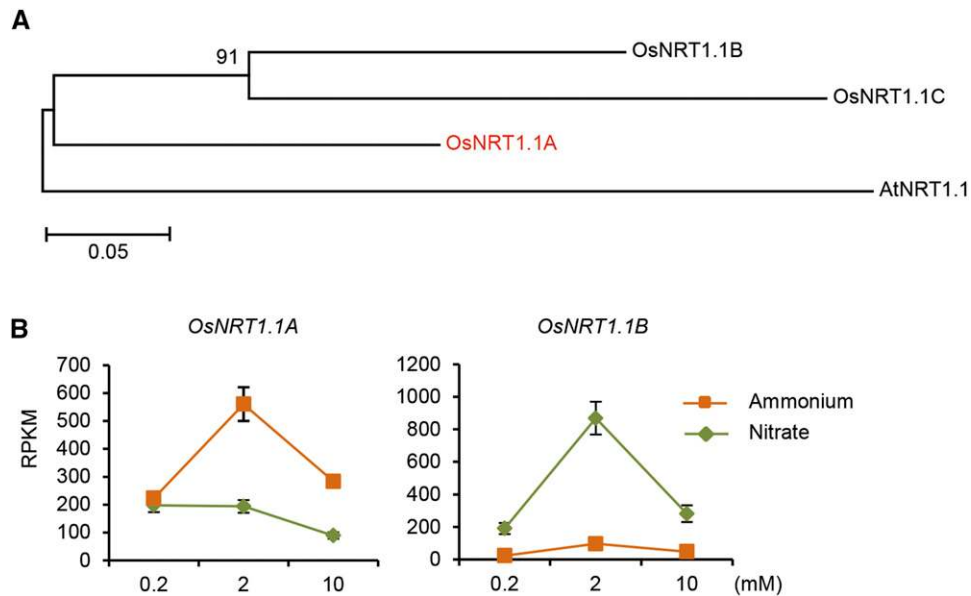 A
91
OsNRT1.1B
OsNRT1.1C
OsNRT1.1A
AtNRT1.1
0.05
B
OsNRT1.1A
OsNRT1.1B
RPKM
700
600
500
400
300
200
100
0
0.2 2 10
1200
1000
800
600
400
200
0
0.2 2 10 (mM)
Ammonium
Nitrate